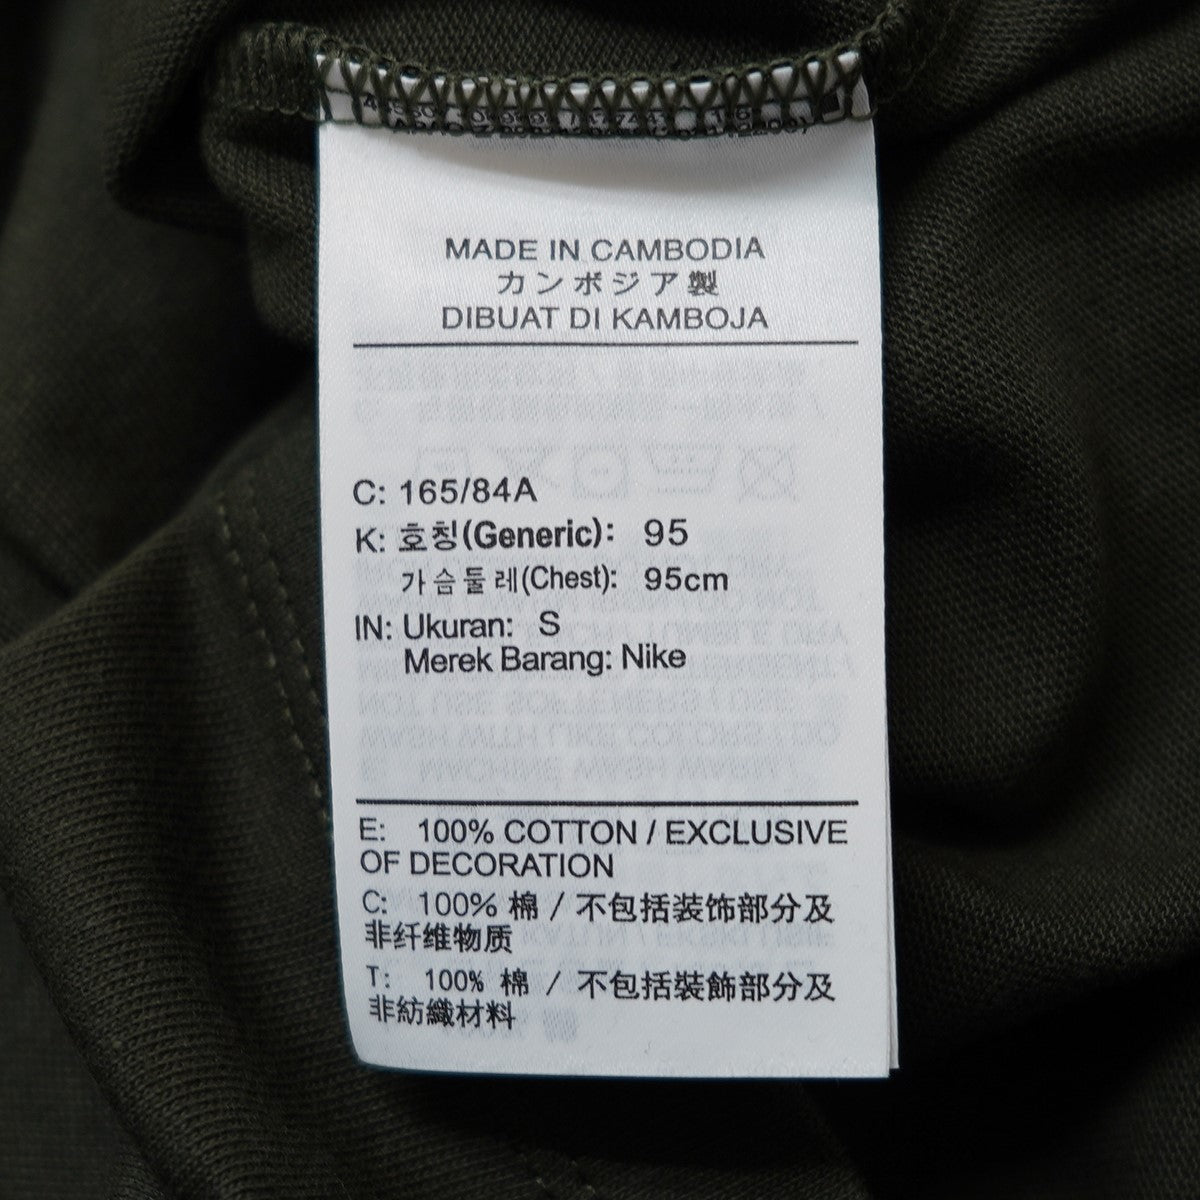 MADE IN CAMBODIA
カンボジア製
DIBUAT DI KAMBOJA
C: 165/84A
K: 호칭(Generic): 95
가슴둘레(Chest): 95cm
IN: Ukuran: S
Merek Barang: Nike
E: 100% COTTON / EXCLUSIVE
OF DECORATION
C: 100% 棉 / 不包括装饰部分及
非纤维物质
T: 100% 棉 / 不包括裝飾部分及
非紡織材料